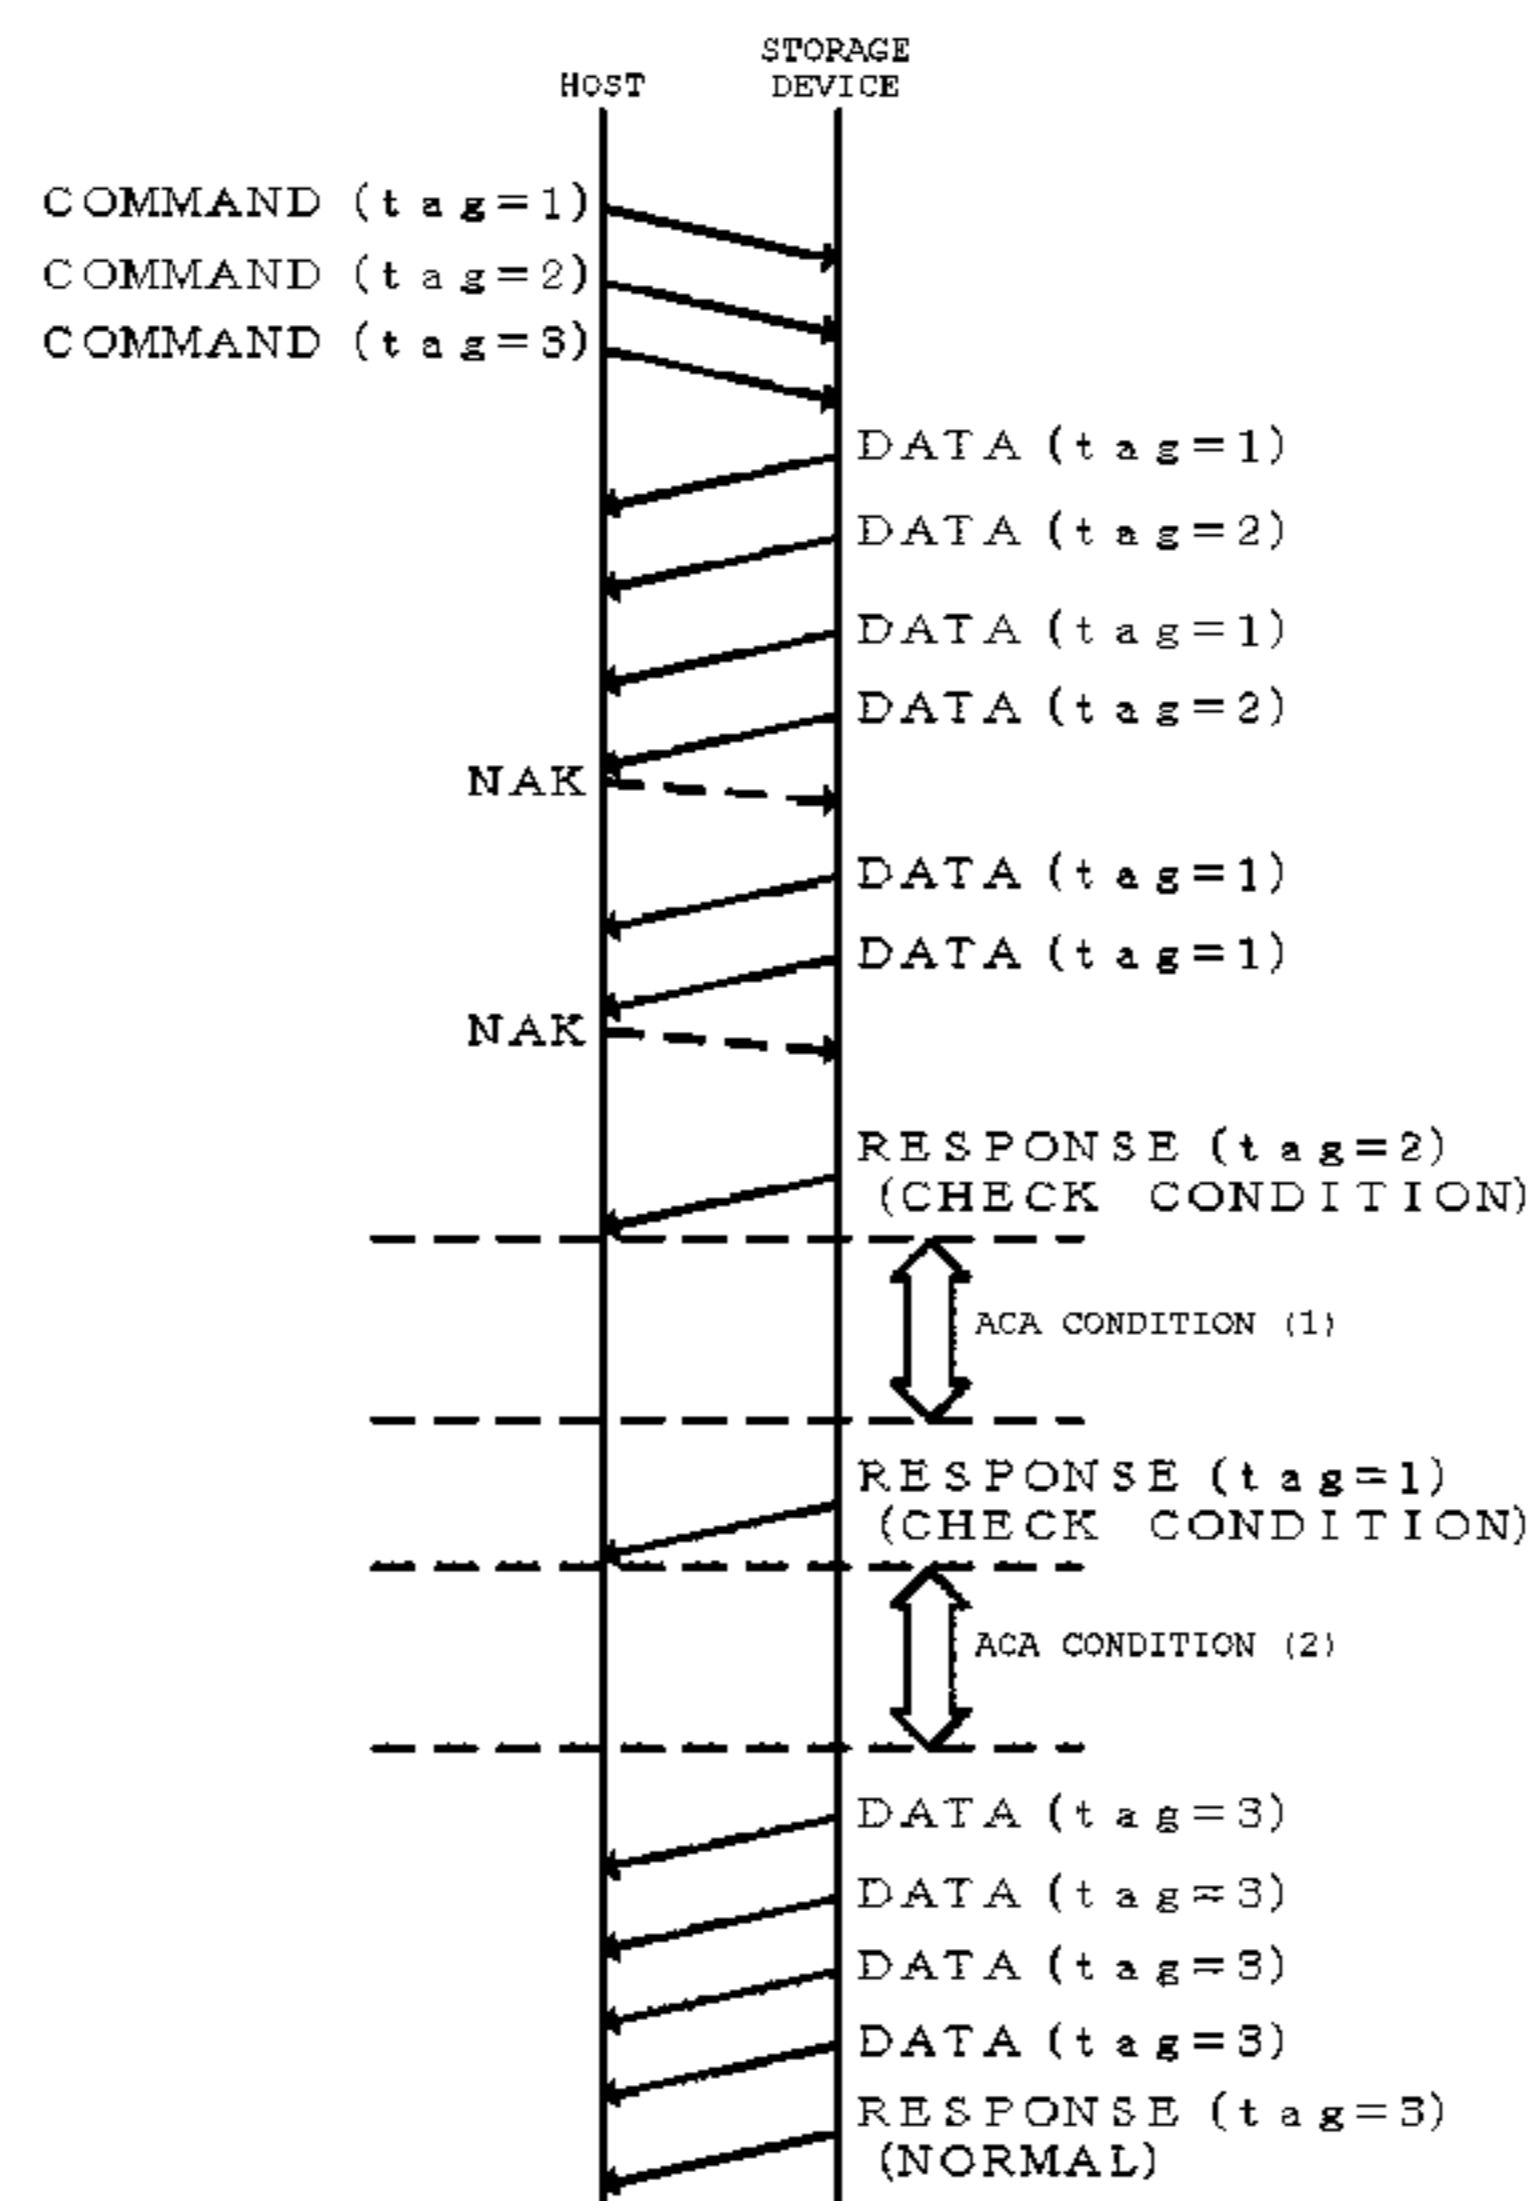 STORAGE
HOST DEVICE
COMMAND (tag=1)
COMMAND (tag=2)
COMMAND (tag=3)
DATA (tag=1)
DATA (tag=2)
DATA (tag=1)
DATA (tag=2)
NAK
DATA (tag=1)
DATA (tag=1)
NAK
RESPONSE (tag=2)
(CHECK CONDITION)
ACA CONDITION (1)
RESPONSE (tag=1)
(CHECK CONDITION)
ACA CONDITION (2)
DATA (tag=3)
DATA (tag=3)
DATA (tag=3)
DATA (tag=3)
RESPONSE (tag=3)
(NORMAL)